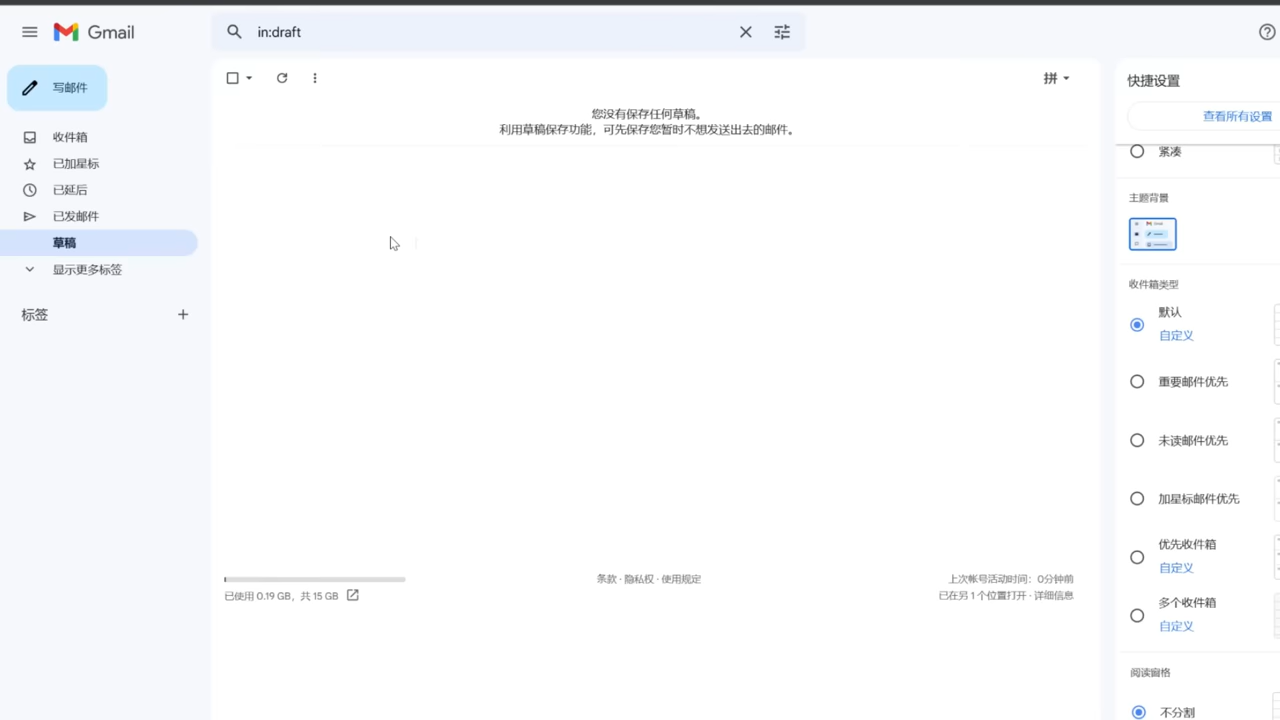 Gmail
in:draft
写邮件
收件箱
已加星标
已延后
已发邮件
草稿
显示更多标签
标签
拼
您没有保存任何草稿。
利用草稿保存功能，可先保存您暂时不想发送出去的邮件。
已使用 0.19 GB，共 15 GB
条款 · 隐私权 · 使用规定
上次帐号活动时间：0分钟前
已在另 1 个位置打开 · 详细信息
快捷设置
查看所有设置
紧凑
主题背景
收件箱类型
默认
自定义
重要邮件优先
未读邮件优先
加星标邮件优先
优先收件箱
自定义
多个收件箱
自定义
阅读窗格
不分割